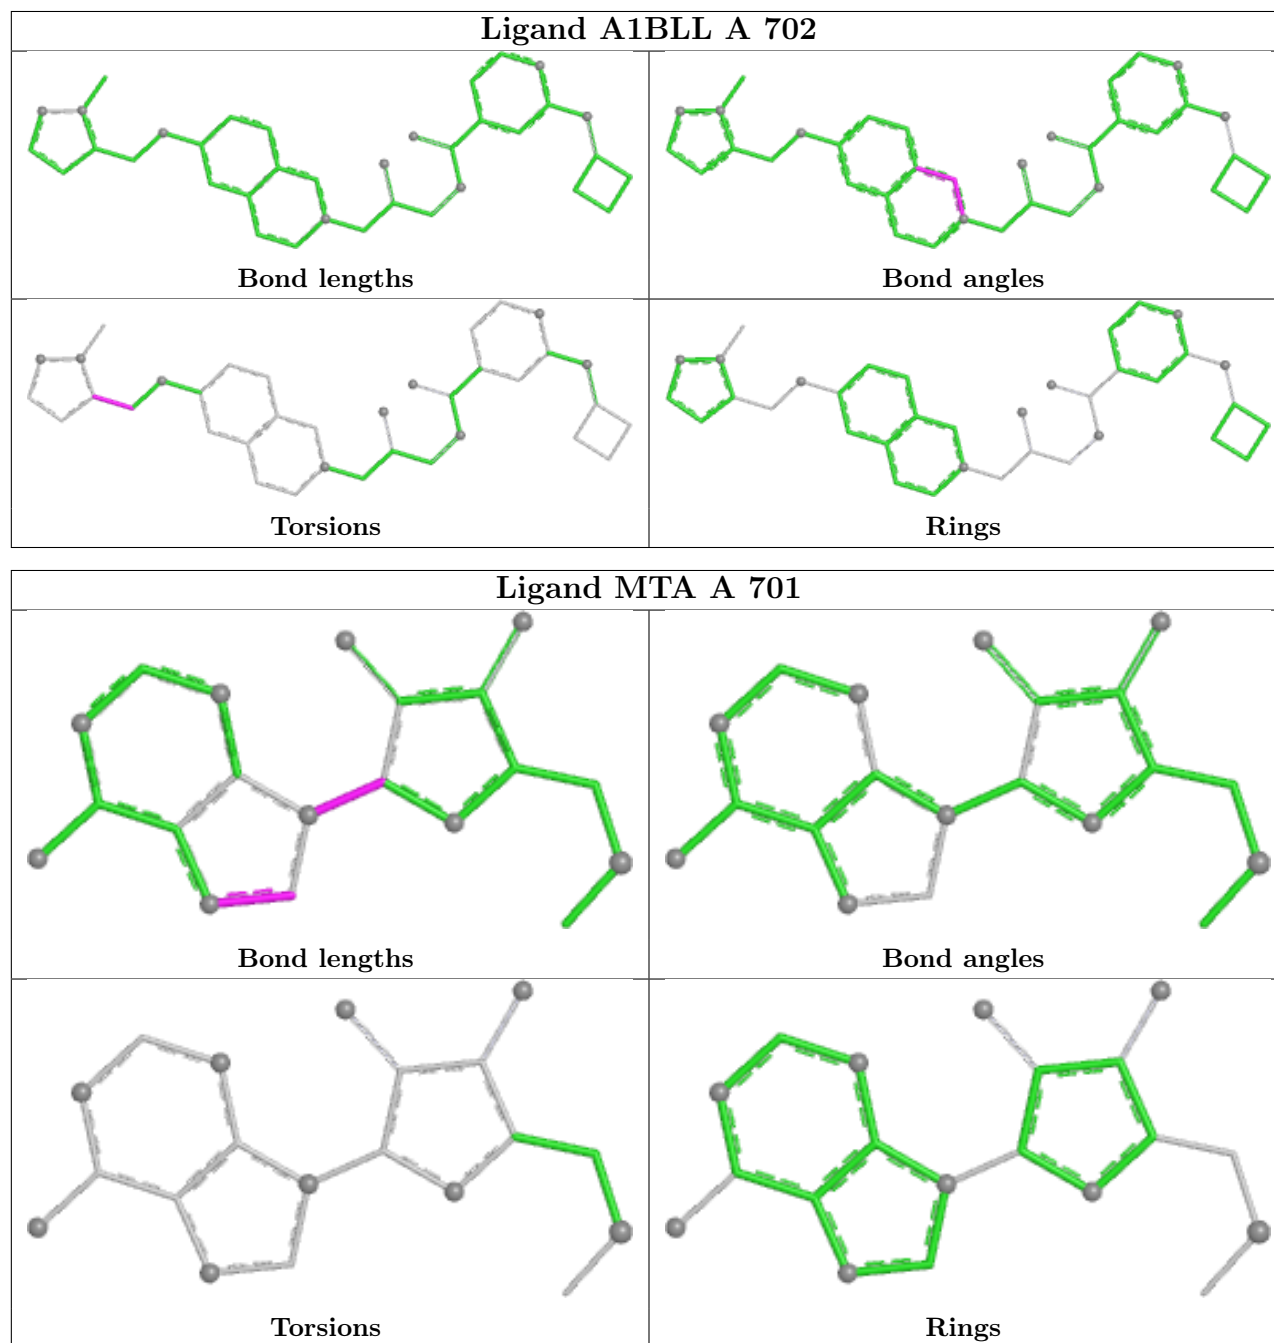 Ligand A1BLL A 702
Bond lengths
Bond angles
Torsions
Rings
Ligand MTA A 701
Bond lengths
Bond angles
Torsions
Rings